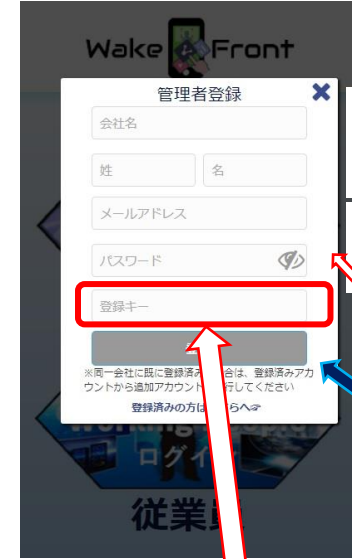 Wake Front
管理者登録
会社名
姓 名
メールアドレス
パスワード
登録キー
※同一会社に既に登録済み 合は、登録済みアカ
ウントから追加アカウント 行してください
登録済みの方は らへ☞
ログイ
従業員